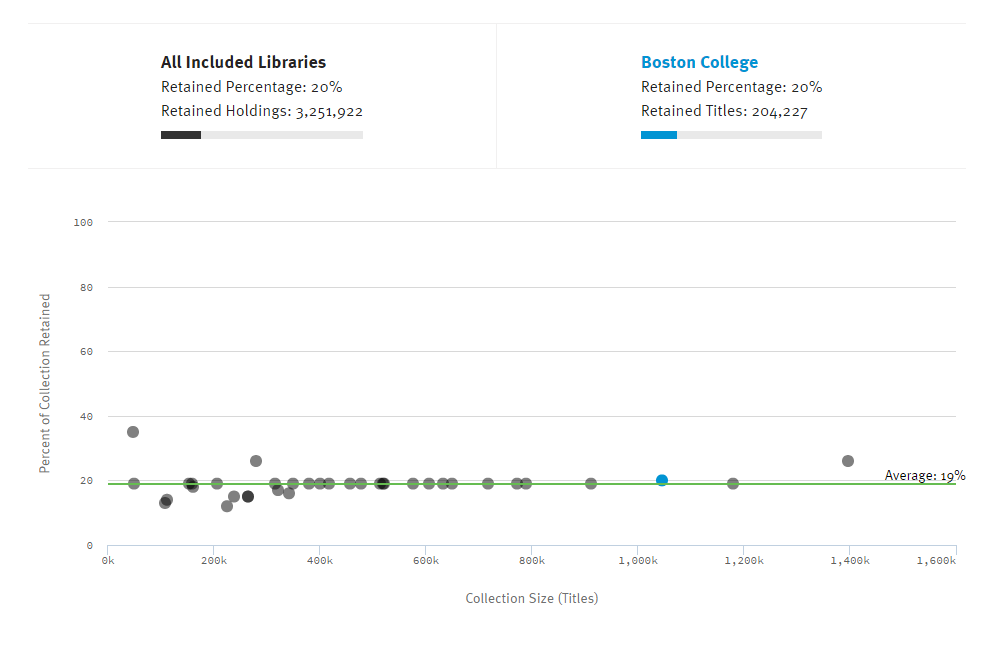 All Included Libraries
Retained Percentage: 20%
Retained Holdings: 3,251,922
Boston College
Retained Percentage: 20%
Retained Titles: 204,227
100
80
60
40
20
0
Percent of Collection Retained
Average: 19%
0k 200k 400k 600k 800k 1,000k 1,200k 1,400k 1,600k
Collection Size (Titles)